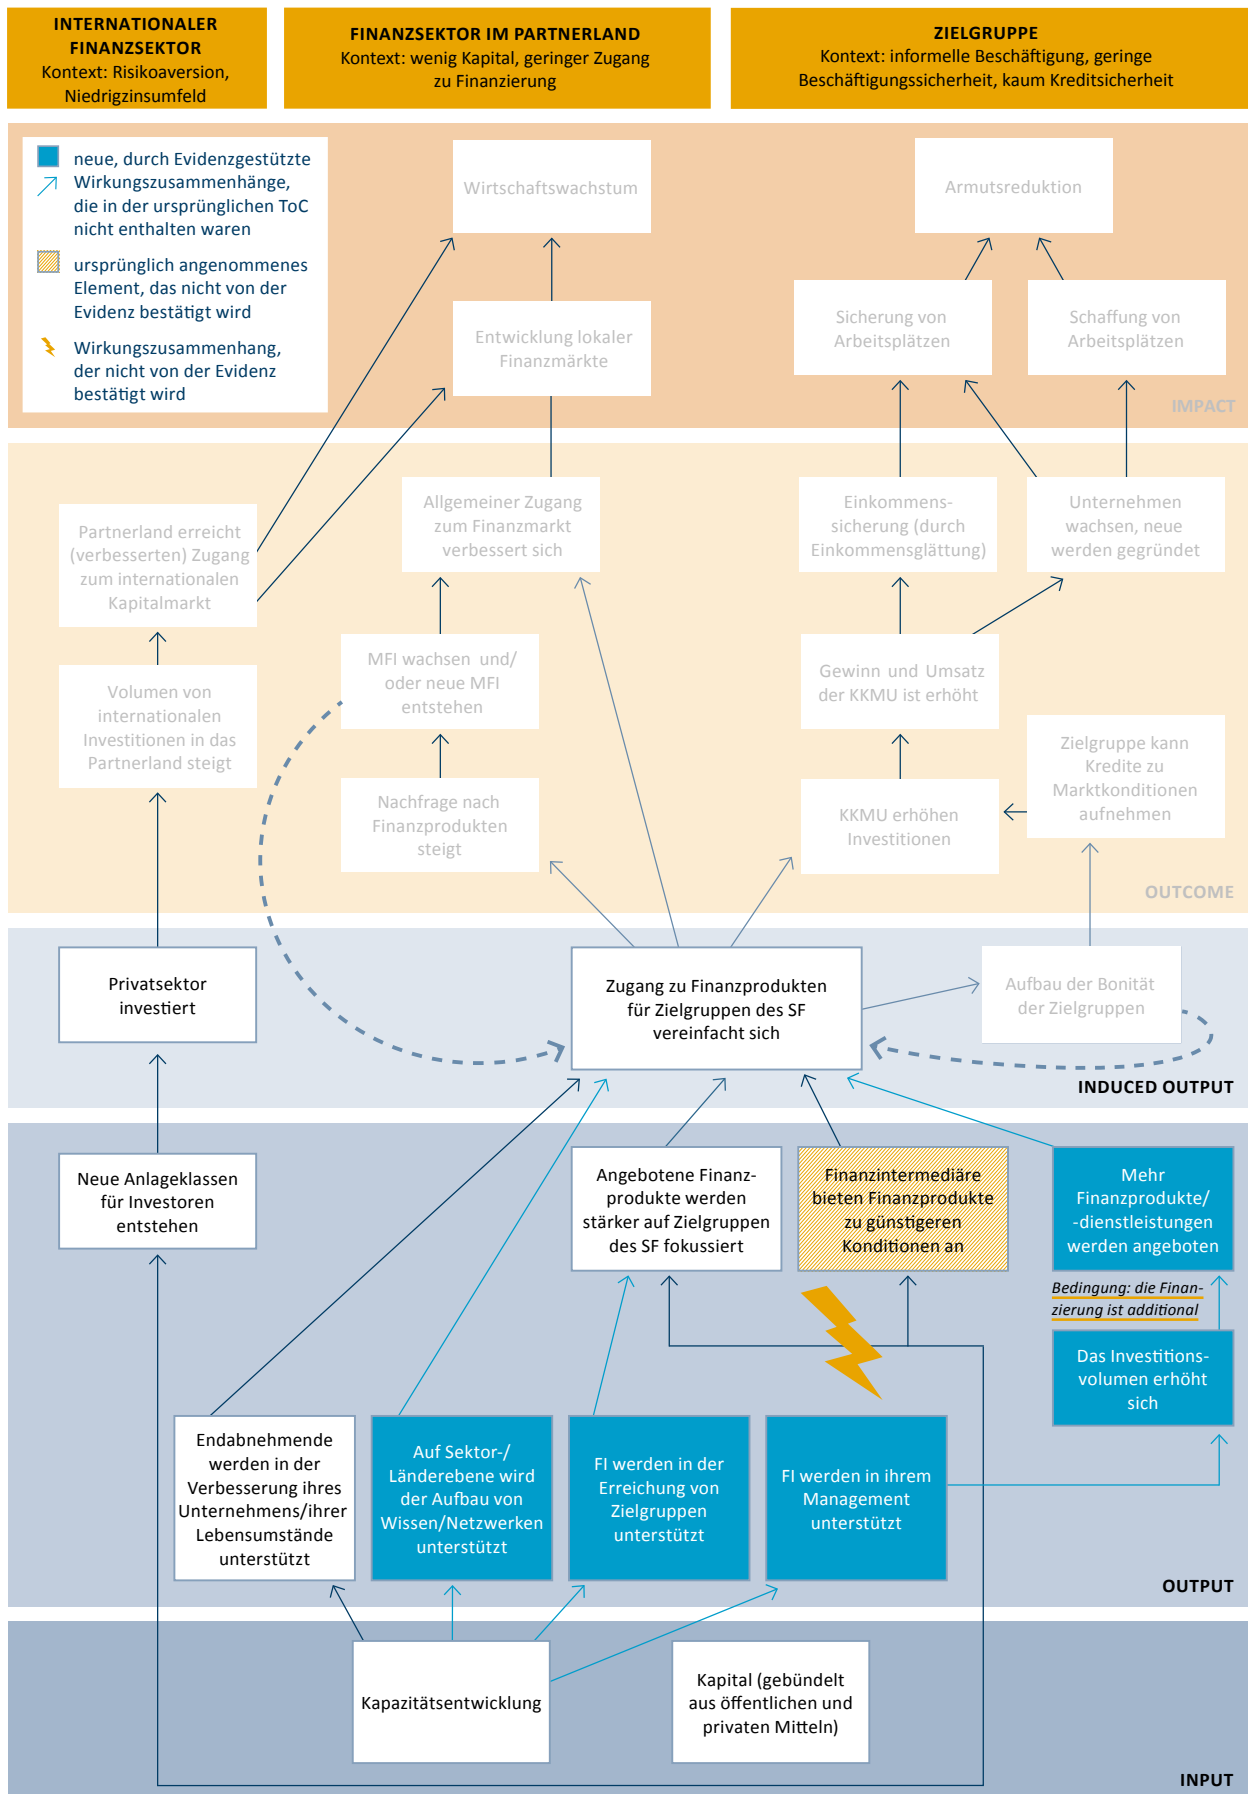 INTERNATIONALER
FINANZSEKTOR
Kontext: Risikoaversion,
Niedrigzinsumfeld
FINANZSEKTOR IM PARTNERLAND
Kontext: wenig Kapital, geringer Zugang
zu Finanzierung
ZIELGRUPPE
Kontext: informelle Beschäftigung, geringe
Beschäftigungssicherheit, kaum Kreditsicherheit
neue, durch Evidenzgestützte
Wirkungszusammenhänge,
die in der ursprünglichen ToC
nicht enthalten waren
ursprünglich angenommenes
Element, das nicht von der
Evidenz bestätigt wird
Wirkungszusammenhang,
der nicht von der Evidenz
bestätigt wird
Wirtschaftswachstum
Armutsreduktion
Entwicklung lokaler
Finanzmärkte
Sicherung von
Arbeitsplätzen
Schaffung von
Arbeitsplätzen
IMPACT
Partnerland erreicht
(verbesserten) Zugang
zum internationalen
Kapitalmarkt
Allgemeiner Zugang
zum Finanzmarkt
verbessert sich
Einkommens-
sicherung (durch
Einkommensglättung)
Unternehmen
wachsen, neue
werden gegründet
Volumen von
internationalen
Investitionen in das
Partnerland steigt
MFI wachsen und/
oder neue MFI
entstehen
Gewinn und Umsatz
der KKMU ist erhöht
Nachfrage nach
Finanzprodukten
steigt
KKMU erhöhen
Investitionen
Zielgruppe kann
Kredite zu
Marktkonditionen
aufnehmen
OUTCOME
Privatsektor
investiert
Zugang zu Finanzprodukten
für Zielgruppen des SF
vereinfacht sich
Aufbau der Bonität
der Zielgruppen
INDUCED OUTPUT
Neue Anlageklassen
für Investoren
entstehen
Angebotene Finanz-
produkte werden
stärker auf Zielgruppen
des SF fokussiert
Finanzintermediäre
bieten Finanzprodukte
zu günstigeren
Konditionen an
Mehr
Finanzprodukte/
-dienstleistungen
werden angeboten
Bedingung: die Finan-
zierung ist additional
Das Investitions-
volumen erhöht
sich
Endabnehmende
werden in der
Verbesserung ihres
Unternehmens/ihrer
Lebensumstände
unterstützt
Auf Sektor-/
Länderebene wird
der Aufbau von
Wissen/Netzwerken
unterstützt
FI werden in der
Erreichung von
Zielgruppen
unterstützt
FI werden in ihrem
Management
unterstützt
OUTPUT
Kapazitätsentwicklung
Kapital (gebündelt
aus öffentlichen und
privaten Mitteln)
INPUT